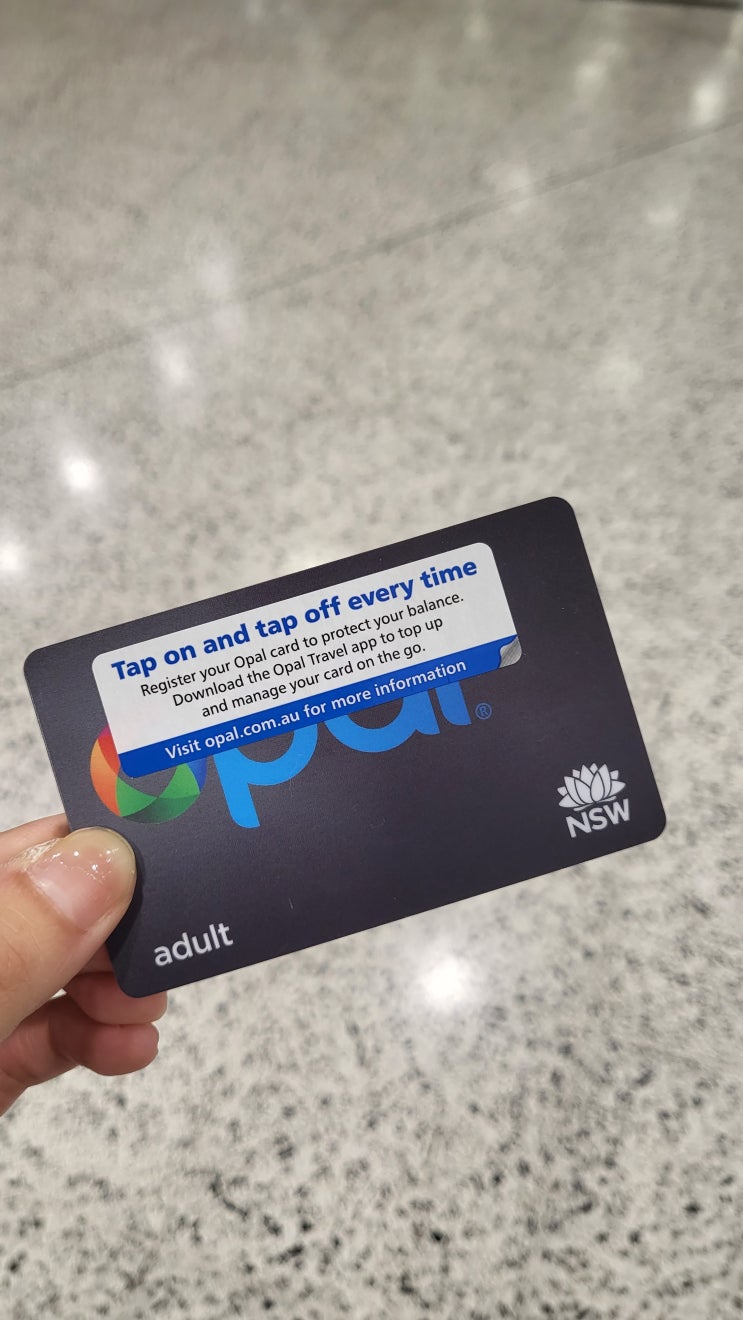 Tap on and tap off every time
Register your Opal card to protect your balance.
Download the Opal Travel app to top up
and manage your card on the go.
Visit opal.com.au for more information
opal®
NSW
adult